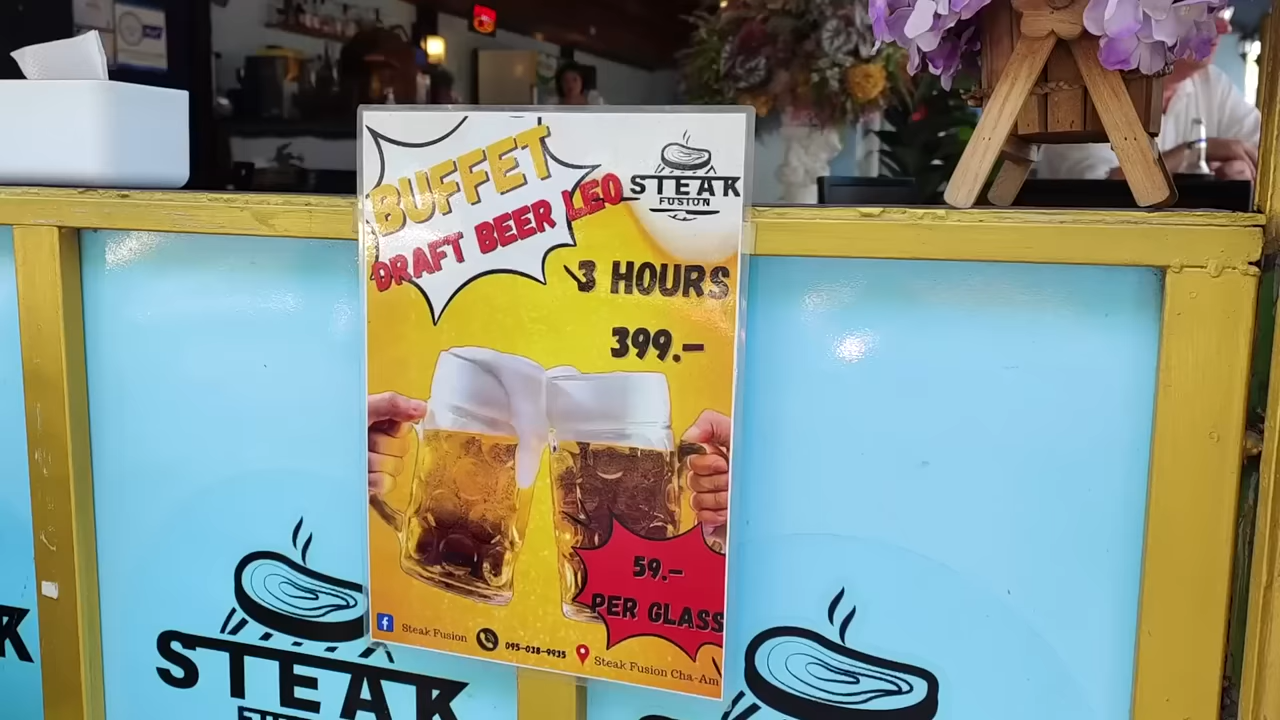 BUFFET
DRAFT BEER LEO
STEAK
FUSION
3 HOURS
399.-
59.-
PER GLASS
Steak Fusion
095-038-9935
Steak Fusion Cha-Am
STEAK